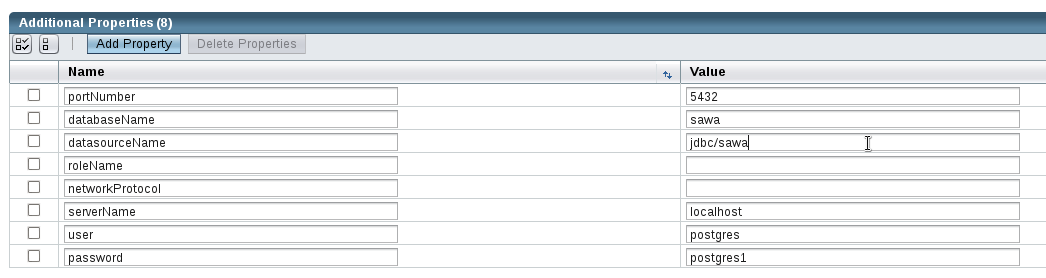 Additional Properties (8)
Add Property Delete Properties
Name Value
portNumber 5432
databaseName sawa
datasourceName jdbc/sawa
roleName
networkProtocol
serverName localhost
user postgres
password postgres1